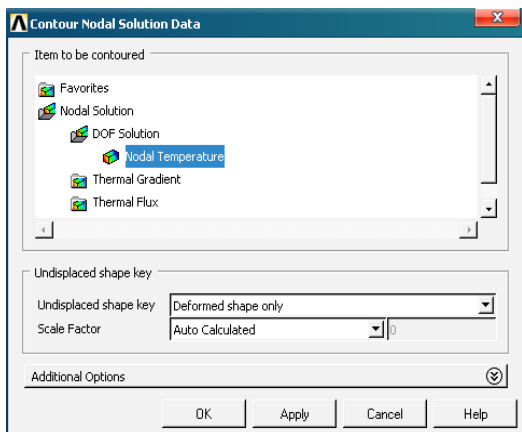 Contour Nodal Solution Data
Item to be contoured
Favorites
Nodal Solution
DOF Solution
Nodal Temperature
Thermal Gradient
Thermal Flux
Undisplaced shape key
Undisplaced shape key Deformed shape only
Scale Factor Auto Calculated 0
Additional Options
OK Apply Cancel Help